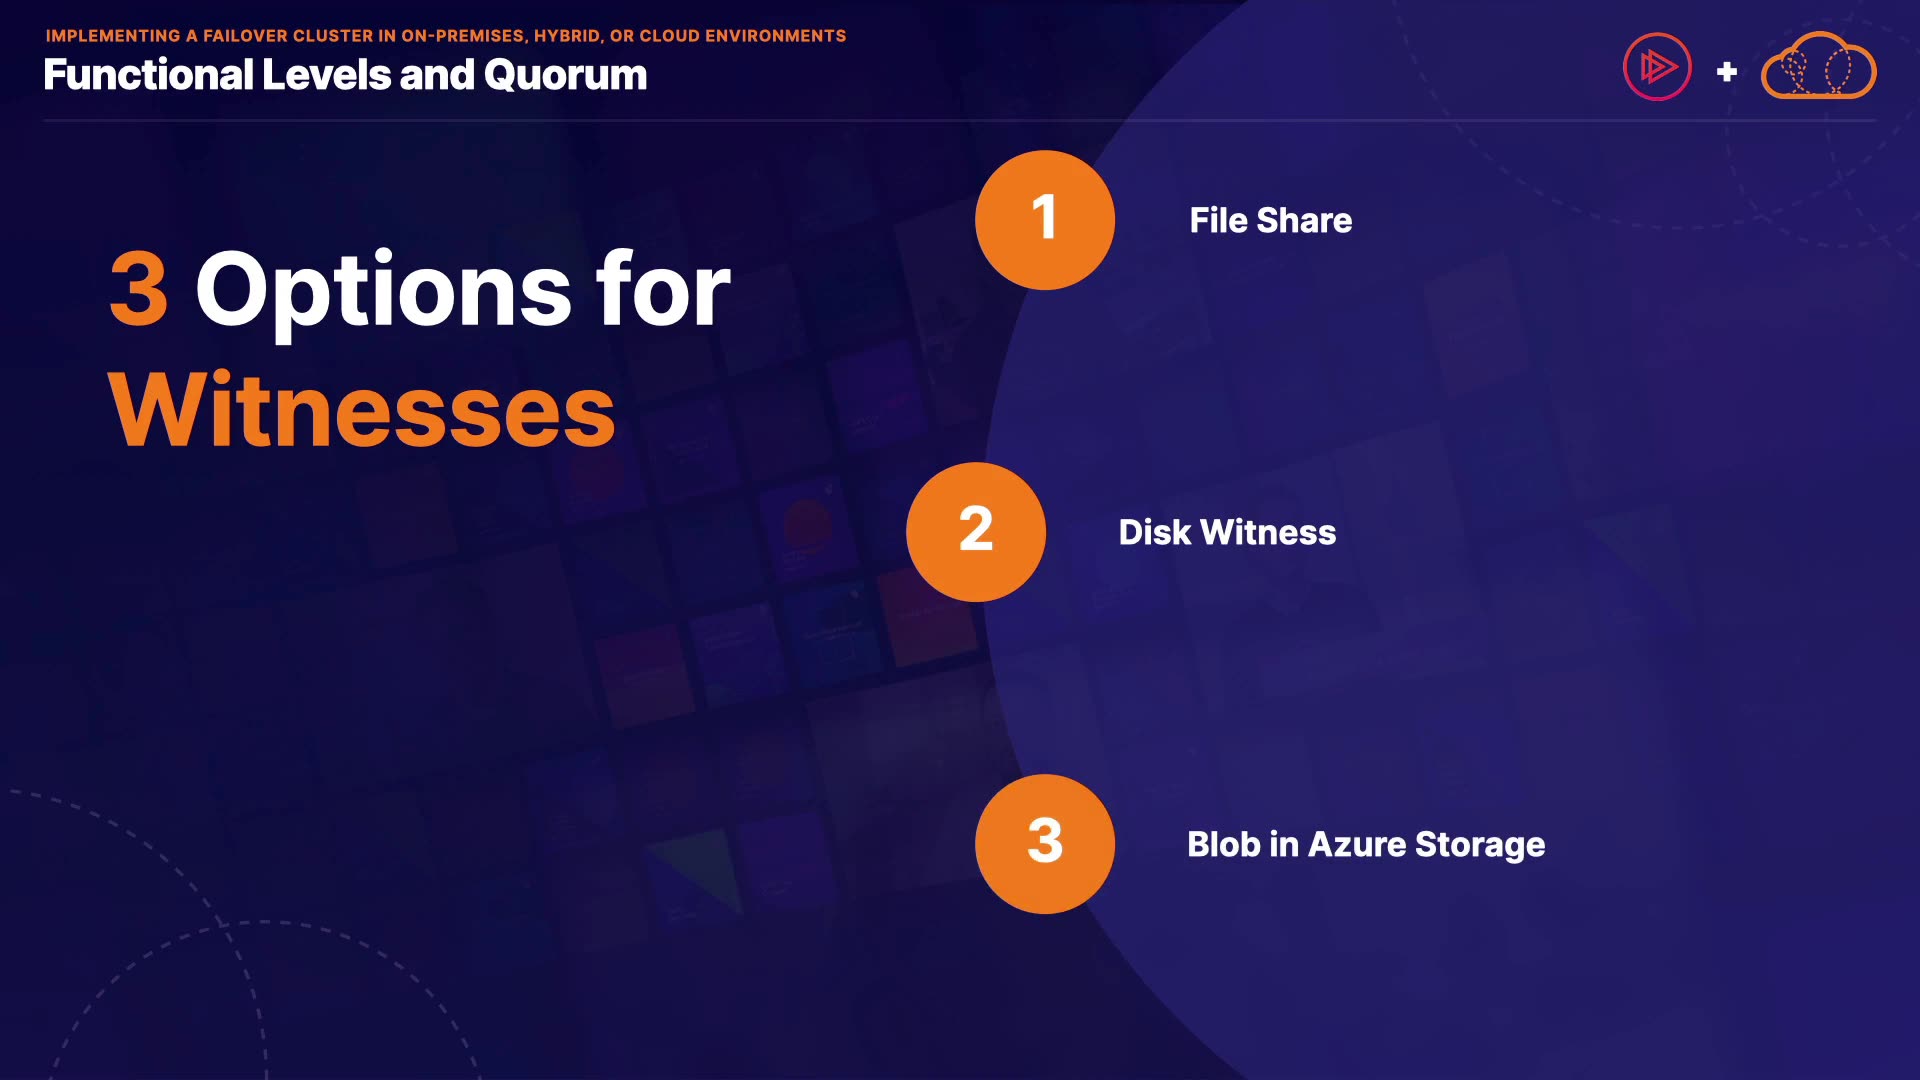 IMPLEMENTING A FAILOVER CLUSTER IN ON-PREMISES, HYBRID, OR CLOUD ENVIRONMENTS
Functional Levels and Quorum
3 Options for
Witnesses
1
File Share
2
Disk Witness
3
Blob in Azure Storage